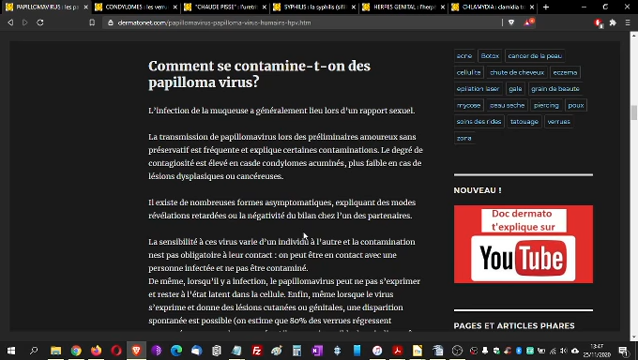 PAPILLOMAVIRUS : les pa
CONDYLOMES : les verru
"CHAUDE PISSE" : l'uretri
SYPHILIS : la syphilis (sifi
HERPES GENITAL : l'herp
CHLAMYDIA : clamidia t
dermatonet.com/papillomavirus-papilloma-virus-humains-hpv.htm
Comment se contamine-t-on des
papilloma virus?
L'infection de la muqueuse a généralement lieu lors d'un rapport sexuel.
La transmission de papillomavirus lors des préliminaires amoureux sans
préservatif est fréquente et explique certaines contaminations. Le degré de
contagiosité est élevé en casde condylomes acuminés, plus faible en cas de
lésions dysplasiques ou cancéreuses.
Il existe de nombreuses formes asymptomatiques, expliquant des modes
révélations retardées ou la négativité du bilan chez l'un des partenaires.
La sensibilité à ces virus varie d'un individu à l'autre et la contamination
nest pas obligatoire à leur contact : on peut être en contact avec une
personne infectée et ne pas être contaminé.
De même, lorsqu'il y a infection, le papillomavirus peut ne pas s'exprimer
et rester à l'état latent dans la cellule. Enfin, même lorsque le virus
s'exprime et donne des lésions cutanées ou génitales, une disparition
spontanée est possible (on estime que 80% des verrues régressent
acne Botox cancer de la peau
cellulite chute de cheveux eczema
epilation laser gale grain de beaute
mycose peau seche piercing poux
soins des rides tatouage verrues
zona
NOUVEAU !
Doc dermato
t'explique sur
YouTube
PAGES ET ARTICLES PHARES
13:47
25/11/2020